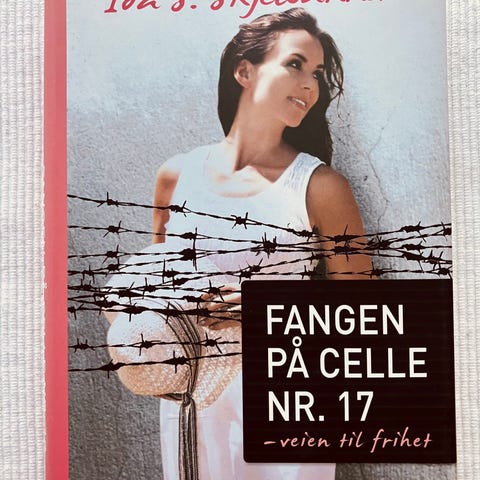 FANGEN
PÅ CELLE
NR. 17
– veien til frihet